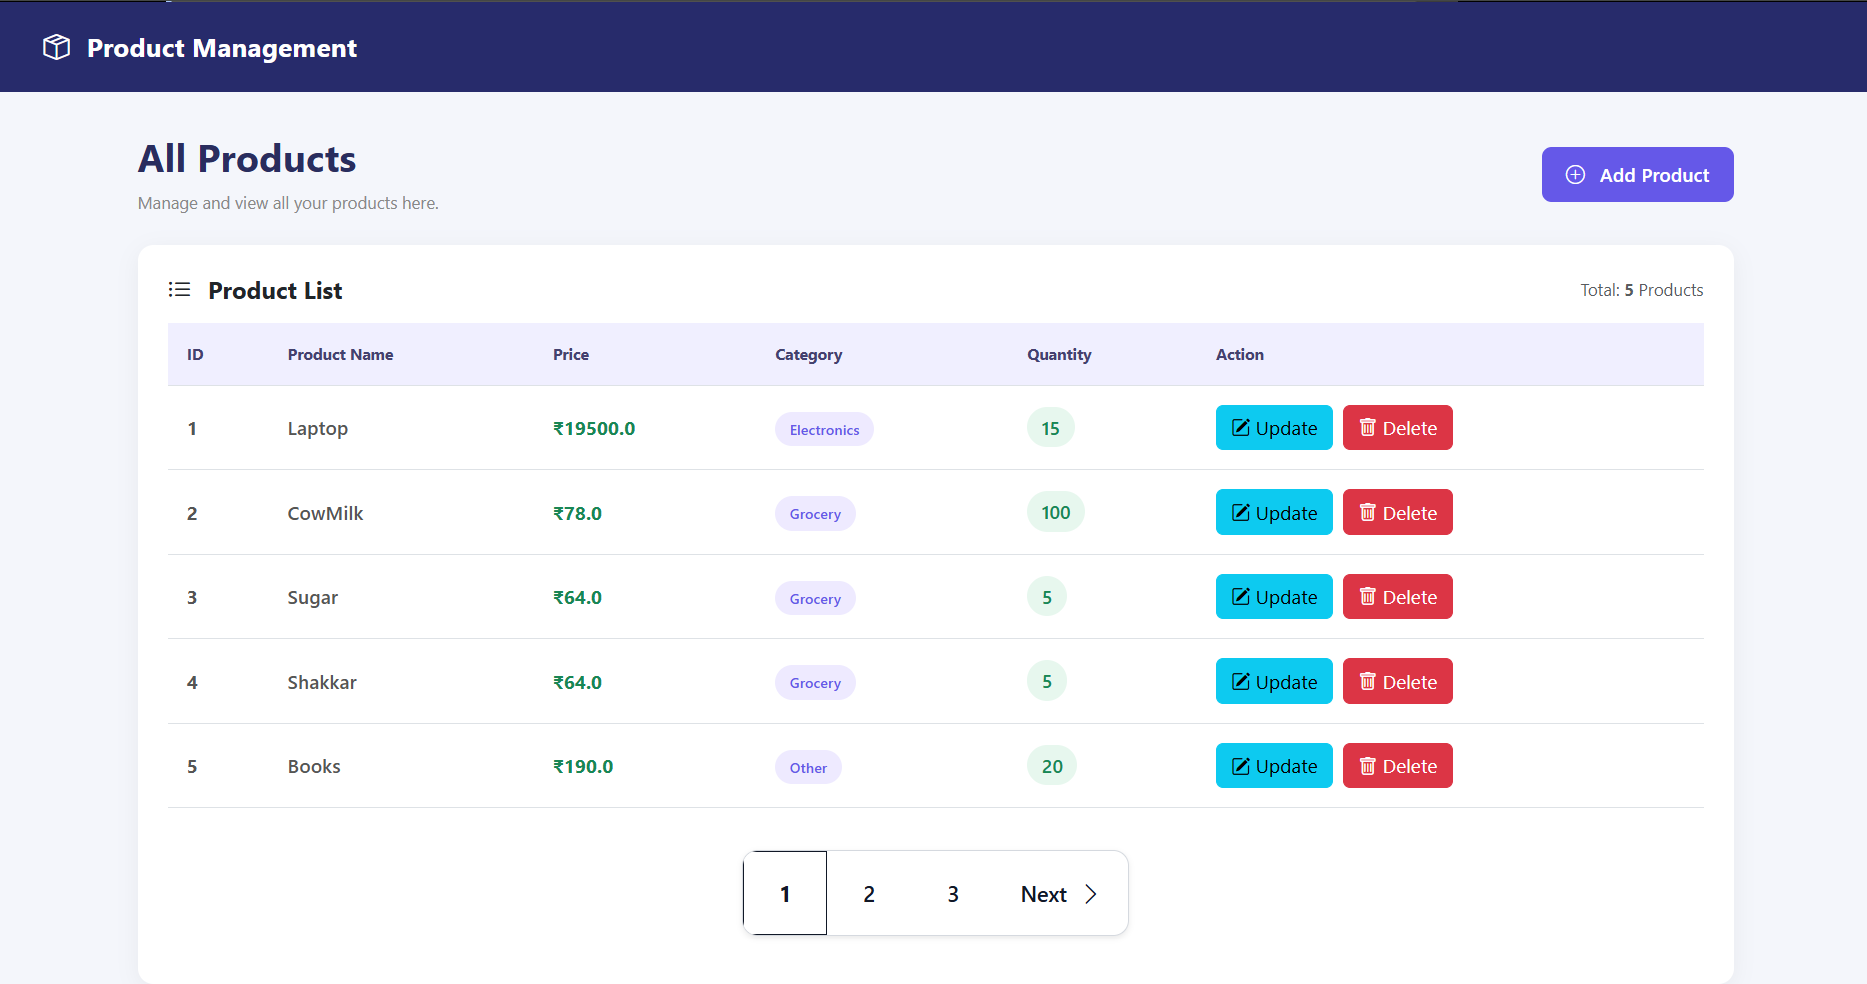 Product Management
All Products
Manage and view all your products here.
Add Product
Product List
Total: 5 Products
ID Product Name Price Category Quantity Action
1 Laptop ₹19500.0 Electronics 15 Update Delete
2 CowMilk ₹78.0 Grocery 100 Update Delete
3 Sugar ₹64.0 Grocery 5 Update Delete
4 Shakkar ₹64.0 Grocery 5 Update Delete
5 Books ₹190.0 Other 20 Update Delete
1 2 3 Next